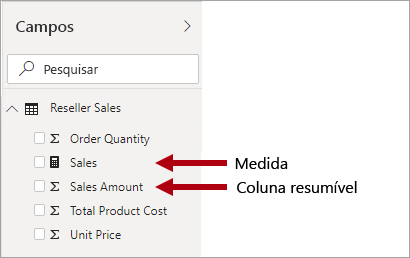 Campos
Pesquisar
Reseller Sales
Order Quantity
Sales
Medida
Sales Amount
Coluna resumível
Total Product Cost
Unit Price